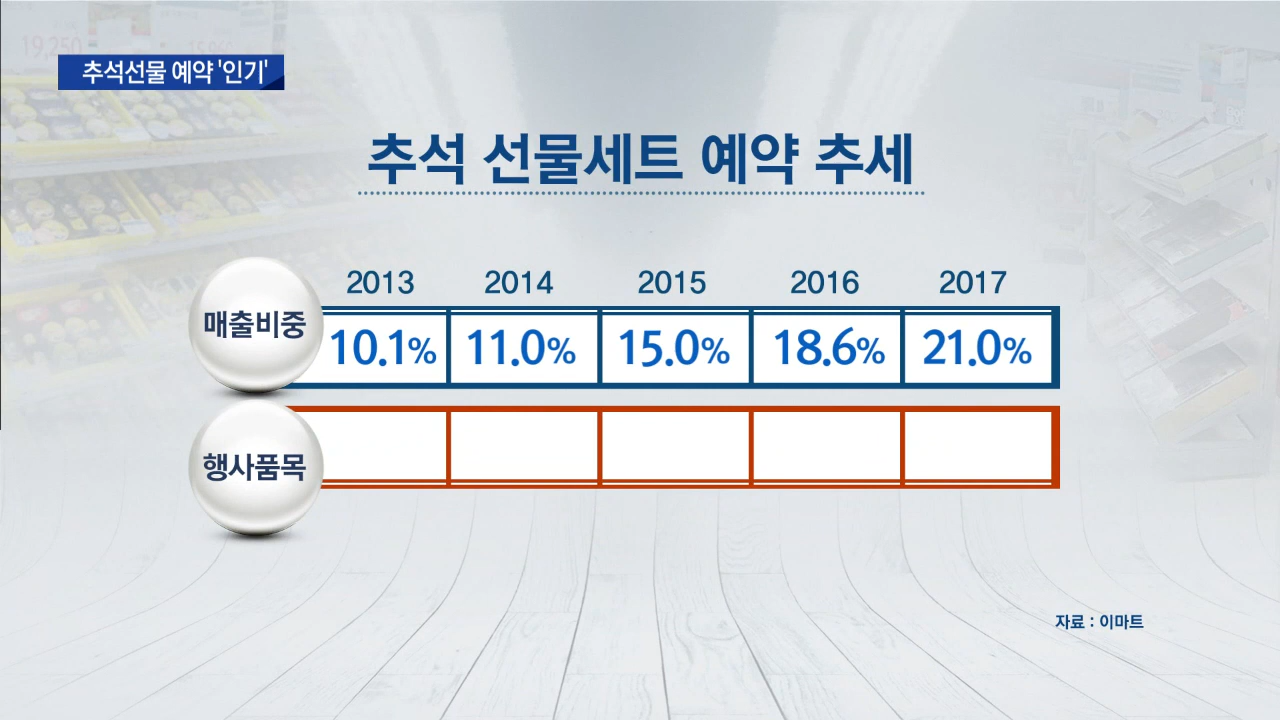 19,250
추석선물 예약 '인기'
추석 선물세트 예약 추세
2013 2014 2015 2016 2017
매출비중 10.1% 11.0% 15.0% 18.6% 21.0%
행사품목
자료 : 이마트